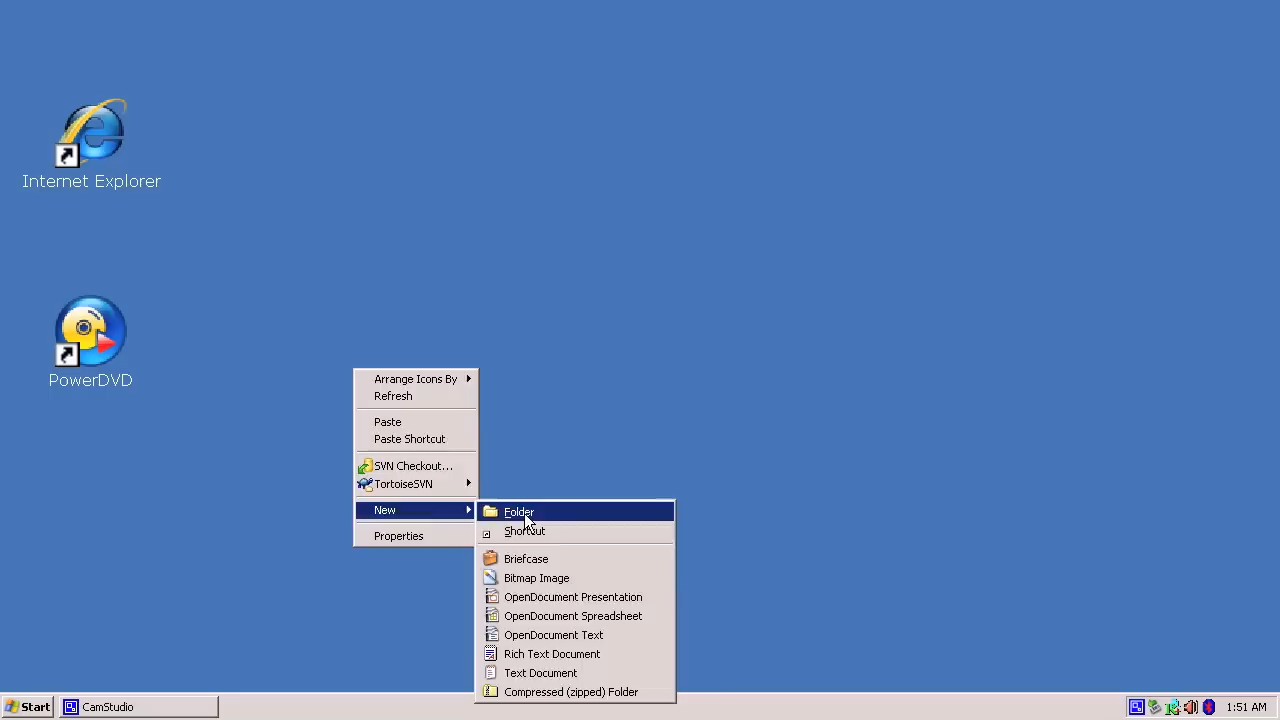 Internet Explorer
PowerDVD
Arrange Icons By
Refresh
Paste
Paste Shortcut
SVN Checkout...
TortoiseSVN
New
Properties
Folder
Shortcut
Briefcase
Bitmap Image
OpenDocument Presentation
OpenDocument Spreadsheet
OpenDocument Text
Rich Text Document
Text Document
Compressed (zipped) Folder
Start
CamStudio
1:51 AM